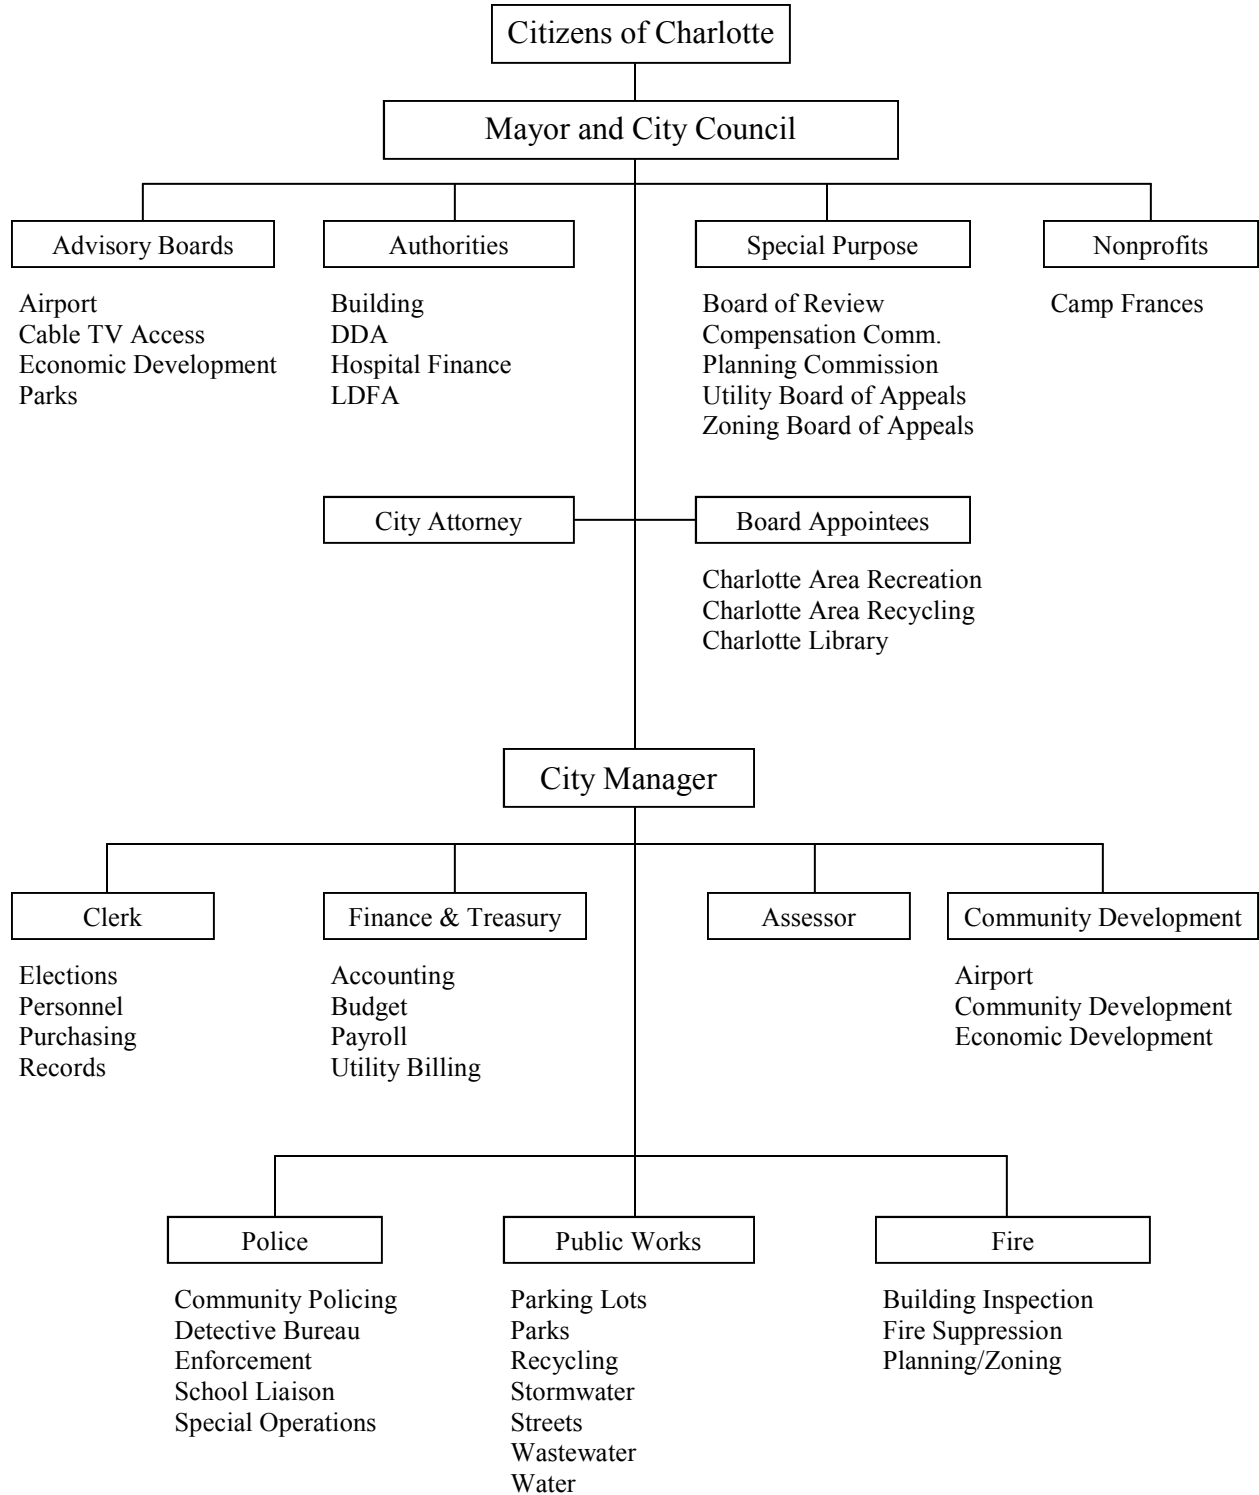 Citizens of Charlotte
Mayor and City Council
Advisory Boards
Airport
Cable TV Access
Economic Development
Parks
Authorities
Building
DDA
Hospital Finance
LDFA
Special Purpose
Board of Review
Compensation Comm.
Planning Commission
Utility Board of Appeals
Zoning Board of Appeals
Nonprofits
Camp Frances
City Attorney
Board Appointees
Charlotte Area Recreation
Charlotte Area Recycling
Charlotte Library
City Manager
Clerk
Elections
Personnel
Purchasing
Records
Finance & Treasury
Accounting
Budget
Payroll
Utility Billing
Assessor
Community Development
Airport
Community Development
Economic Development
Police
Community Policing
Detective Bureau
Enforcement
School Liaison
Special Operations
Public Works
Parking Lots
Parks
Recycling
Stormwater
Streets
Wastewater
Water
Fire
Building Inspection
Fire Suppression
Planning/Zoning